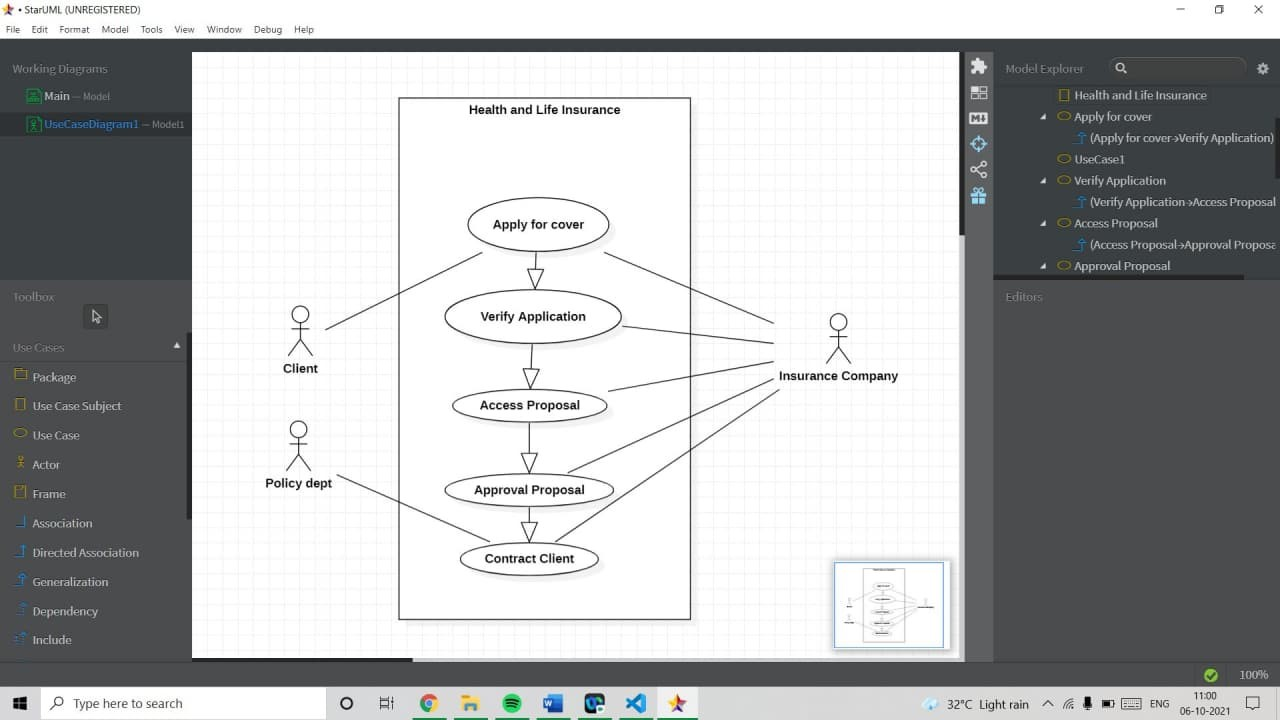 • StarUML (UNREGISTERED)
File Edit Format Model Tools View Window Debug Help
Working Diagrams
Main — Model
UseCaseDiagram1 — Model1
Toolbox
Use Cases
Package
Use Case Subject
Use Case
Actor
Frame
Association
Directed Association
Generalization
Dependency
Include
Health and Life Insurance
Apply for cover
Verify Application
Access Proposal
Approval Proposal
Contract Client
Client
Policy dept
Insurance Company
M↓
Model Explorer
Health and Life Insurance
Apply for cover
(Apply for cover→Verify Application)
UseCase1
Verify Application
(Verify Application→Access Proposal
Access Proposal
(Access Proposal→Approval Proposa
Approval Proposal
Editors
100%
Type here to search
W
32°C Light rain
ENG
11:00
06-10-2021